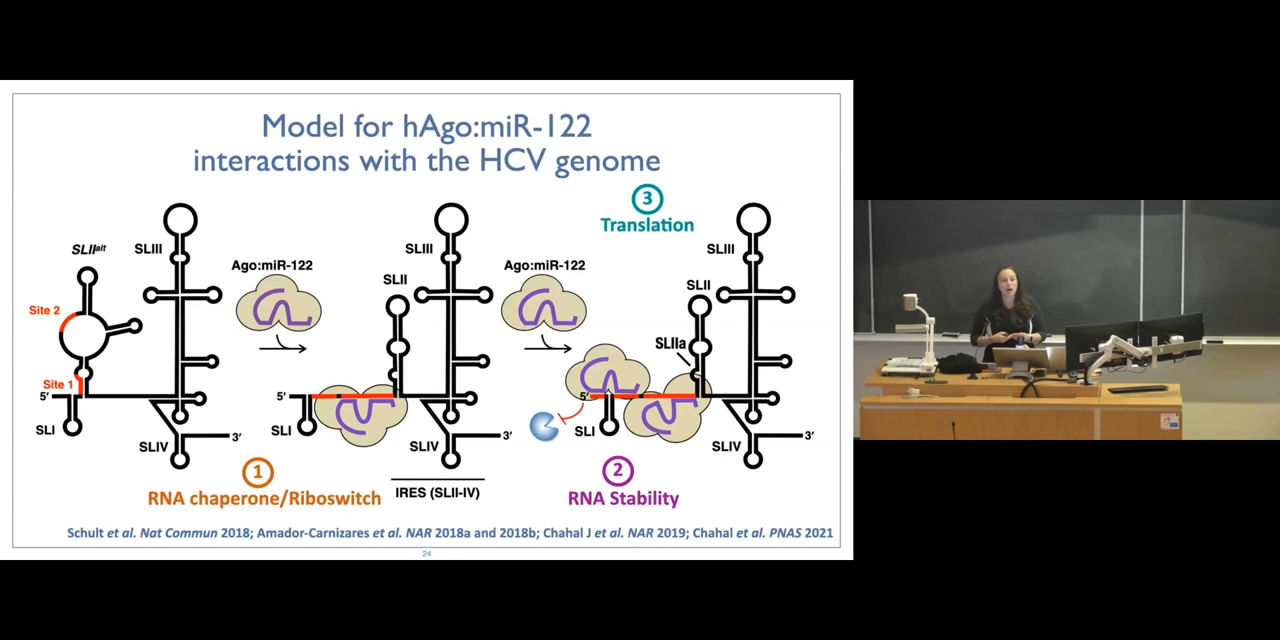 Model for hAgo:miR-122
interactions with the HCV genome
3
Translation
SLIIalt
SLIII
Site 2
Site 1
5'
SLI
SLIV
3'
Ago:miR-122
SLII
SLIII
5'
SLI
SLIV
3'
IRES (SLII-IV)
Ago:miR-122
SLII
SLIII
SLIIa
5'
SLI
SLIV
3'
1
RNA chaperone/Riboswitch
2
RNA Stability
Schult et al. Nat Commun 2018; Amador-Carnizares et al. NAR 2018a and 2018b; Chahal J et al. NAR 2019; Chahal et al. PNAS 2021
24